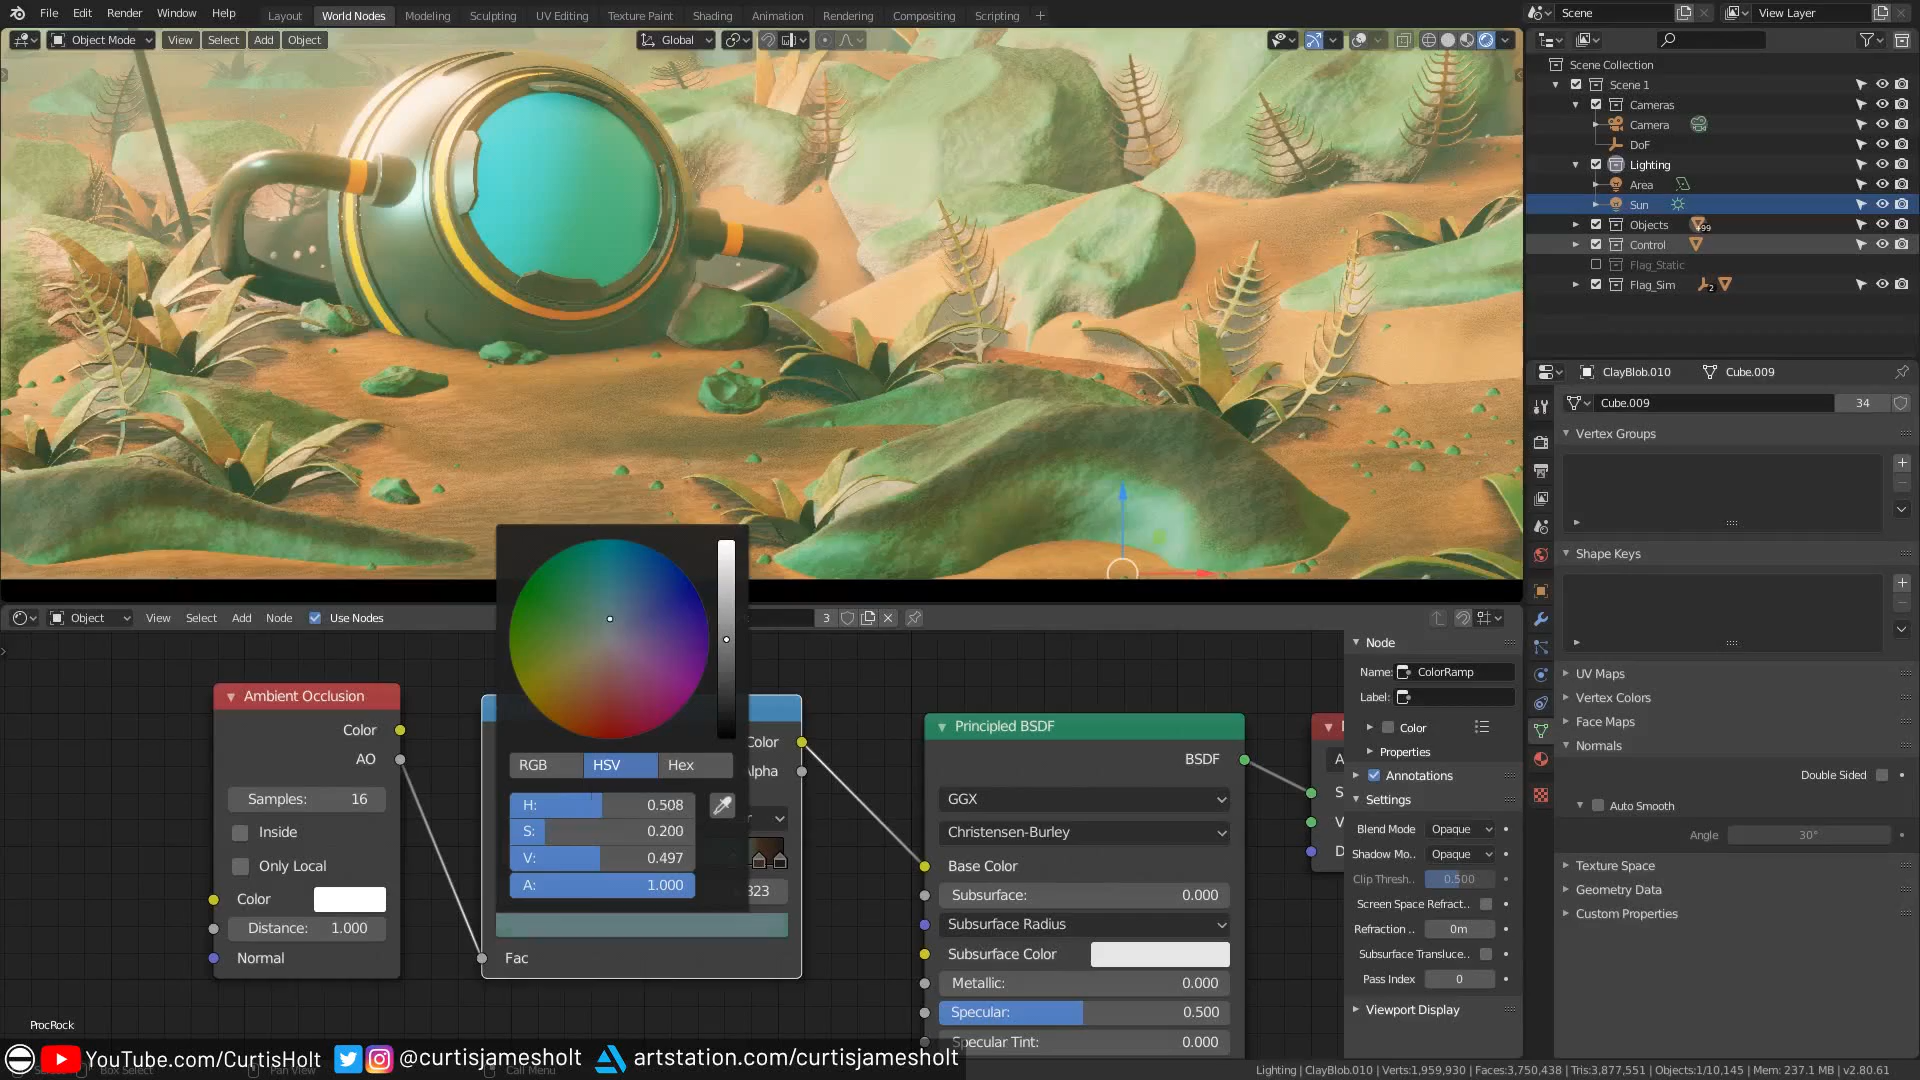 File Edit Render Window Help Layout World Nodes Modeling Sculpting UV Editing Texture Paint Shading Animation Rendering Compositing Scripting + Scene View Layer
Object Mode View Select Add Object Global
Scene Collection
Scene 1
Cameras
Camera
DoF
Lighting
Area
Sun
Objects 499
Control
Flag_Static
Flag_Sim 2
ClayBlob.010 Cube.009
Cube.009 34
Vertex Groups
Shape Keys
UV Maps
Vertex Colors
Face Maps
Normals
Double Sided
Auto Smooth
Angle 30°
Texture Space
Geometry Data
Custom Properties
Object View Select Add Node Use Nodes 3
Ambient Occlusion
Color
AO
Samples: 16
Inside
Only Local
Color
Distance: 1.000
Normal
RGB HSV Hex
H: 0.508
S: 0.200
V: 0.497
A: 1.000
Color
Alpha
323
Fac
Principled BSDF
BSDF
GGX
Christensen-Burley
Base Color
Subsurface: 0.000
Subsurface Radius
Subsurface Color
Metallic: 0.000
Specular: 0.500
Specular Tint: 0.000
A
S
V
D
Node
Name: ColorRamp
Label:
Color
Properties
Annotations
Settings
Blend Mode Opaque
Shadow Mo.. Opaque
Clip Thresh.. 0.500
Screen Space Refract..
Refraction .. 0m
Subsurface Transluce..
Pass Index 0
Viewport Display
ProcRock
YouTube.com/CurtisHolt @curtisjamesholt artstation.com/curtisjamesholt
Box Select Pan View Call Menu
Lighting | ClayBlob.010 | Verts:1,959,930 | Faces:3,750,438 | Tris:3,877,551 | Objects:1/10,145 | Mem: 237.1 MB | v2.80.61